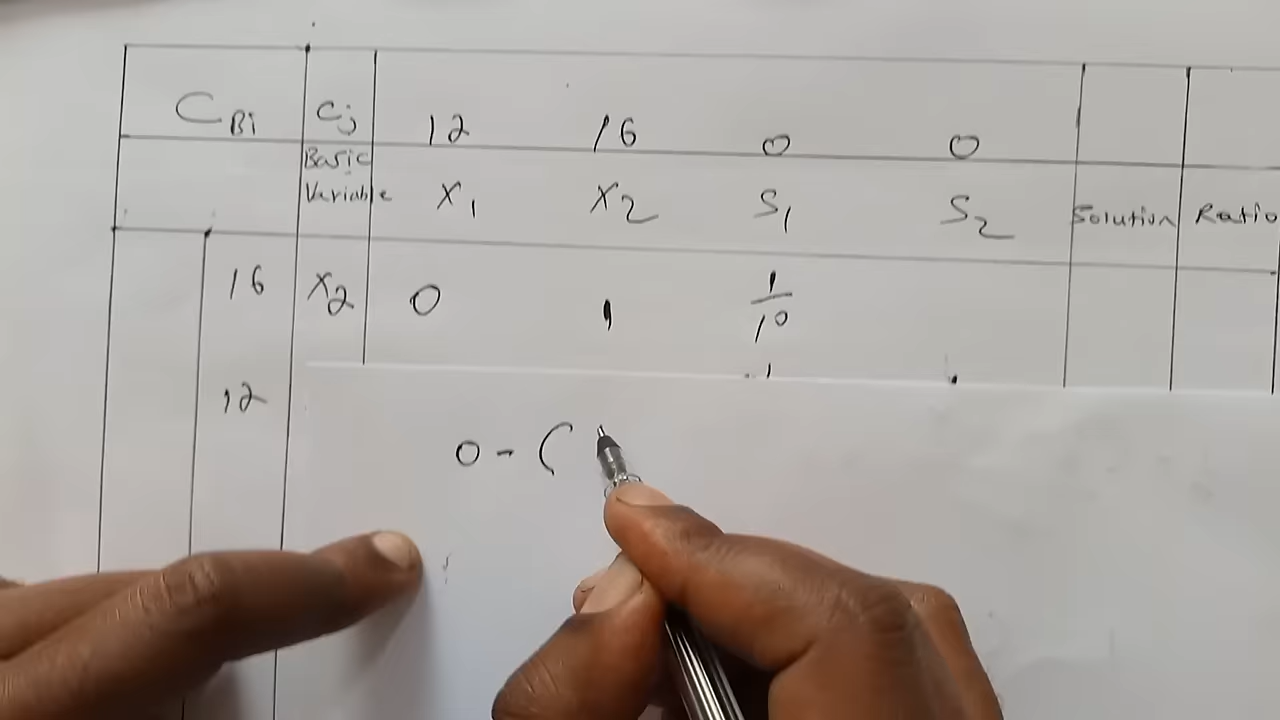 CBi Cj 12 16 0 0
Basic Variable X1 X2 S1 S2 Solution Ratio
16 X2 0 1 1/10
12
0 - (